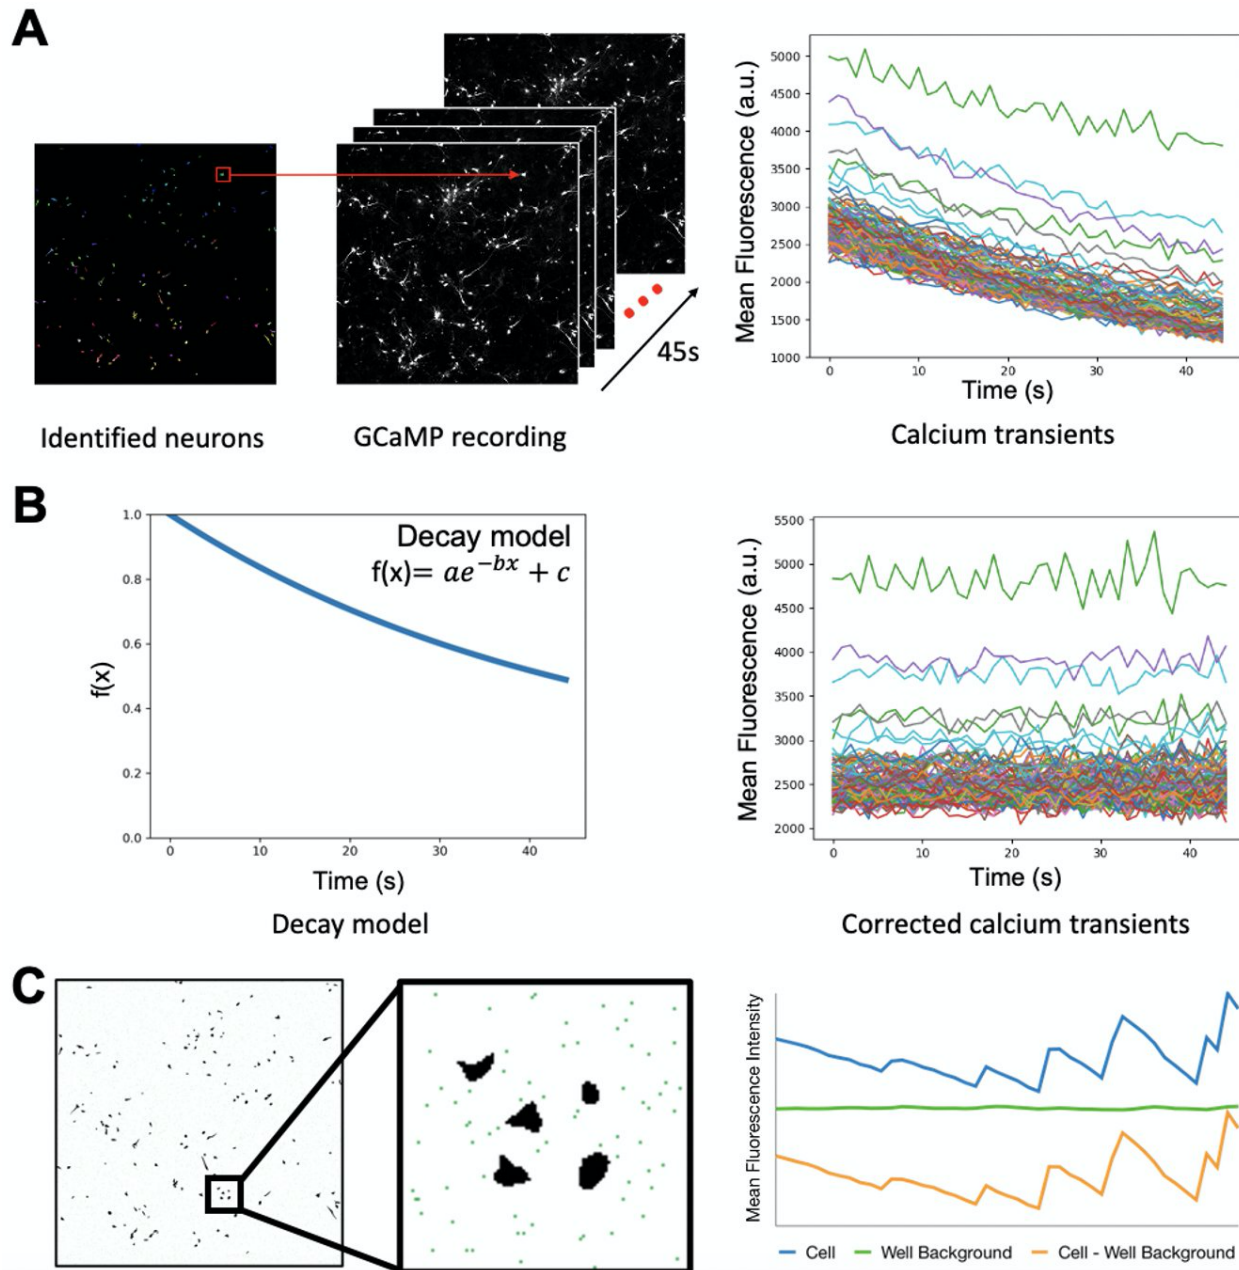 A
Identified neurons
GCaMP recording
45s
Mean Fluorescence (a.u.)
5000
4500
4000
3500
3000
2500
2000
1500
1000
0
10
20
30
40
Time (s)
Calcium transients
B
Decay model
f(x)= ae^{-bx} + c
f(x)
1.0
0.8
0.6
0.4
0.2
0.0
0
10
20
30
40
Time (s)
Decay model
Mean Fluorescence (a.u.)
5500
5000
4500
4000
3500
3000
2500
2000
0
10
20
30
40
Time (s)
Corrected calcium transients
C
Mean Fluorescence Intensity
Cell
Well Background
Cell - Well Background